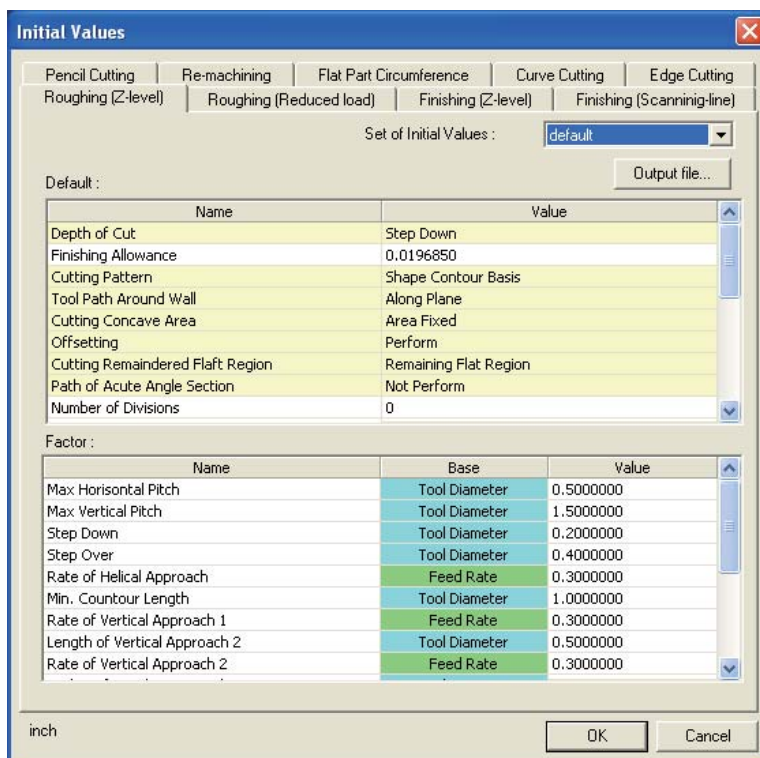 Initial Values
Pencil Cutting Re-machining Flat Part Circumference Curve Cutting Edge Cutting
Roughing (Z-level) Roughing (Reduced load) Finishing (Z-level) Finishing (Scanninig-line)
Set of Initial Values : default
Output file...
Default :
Name Value
Depth of Cut Step Down
Finishing Allowance 0.0196850
Cutting Pattern Shape Contour Basis
Tool Path Around Wall Along Plane
Cutting Concave Area Area Fixed
Offsetting Perform
Cutting Remaindered Flaft Region Remaining Flat Region
Path of Acute Angle Section Not Perform
Number of Divisions 0
Factor :
Name Base Value
Max Horisontal Pitch Tool Diameter 0.5000000
Max Vertical Pitch Tool Diameter 1.5000000
Step Down Tool Diameter 0.2000000
Step Over Tool Diameter 0.4000000
Rate of Helical Approach Feed Rate 0.3000000
Min. Countour Length Tool Diameter 1.0000000
Rate of Vertical Approach 1 Feed Rate 0.3000000
Length of Vertical Approach 2 Tool Diameter 0.5000000
Rate of Vertical Approach 2 Feed Rate 0.3000000
inch OK Cancel